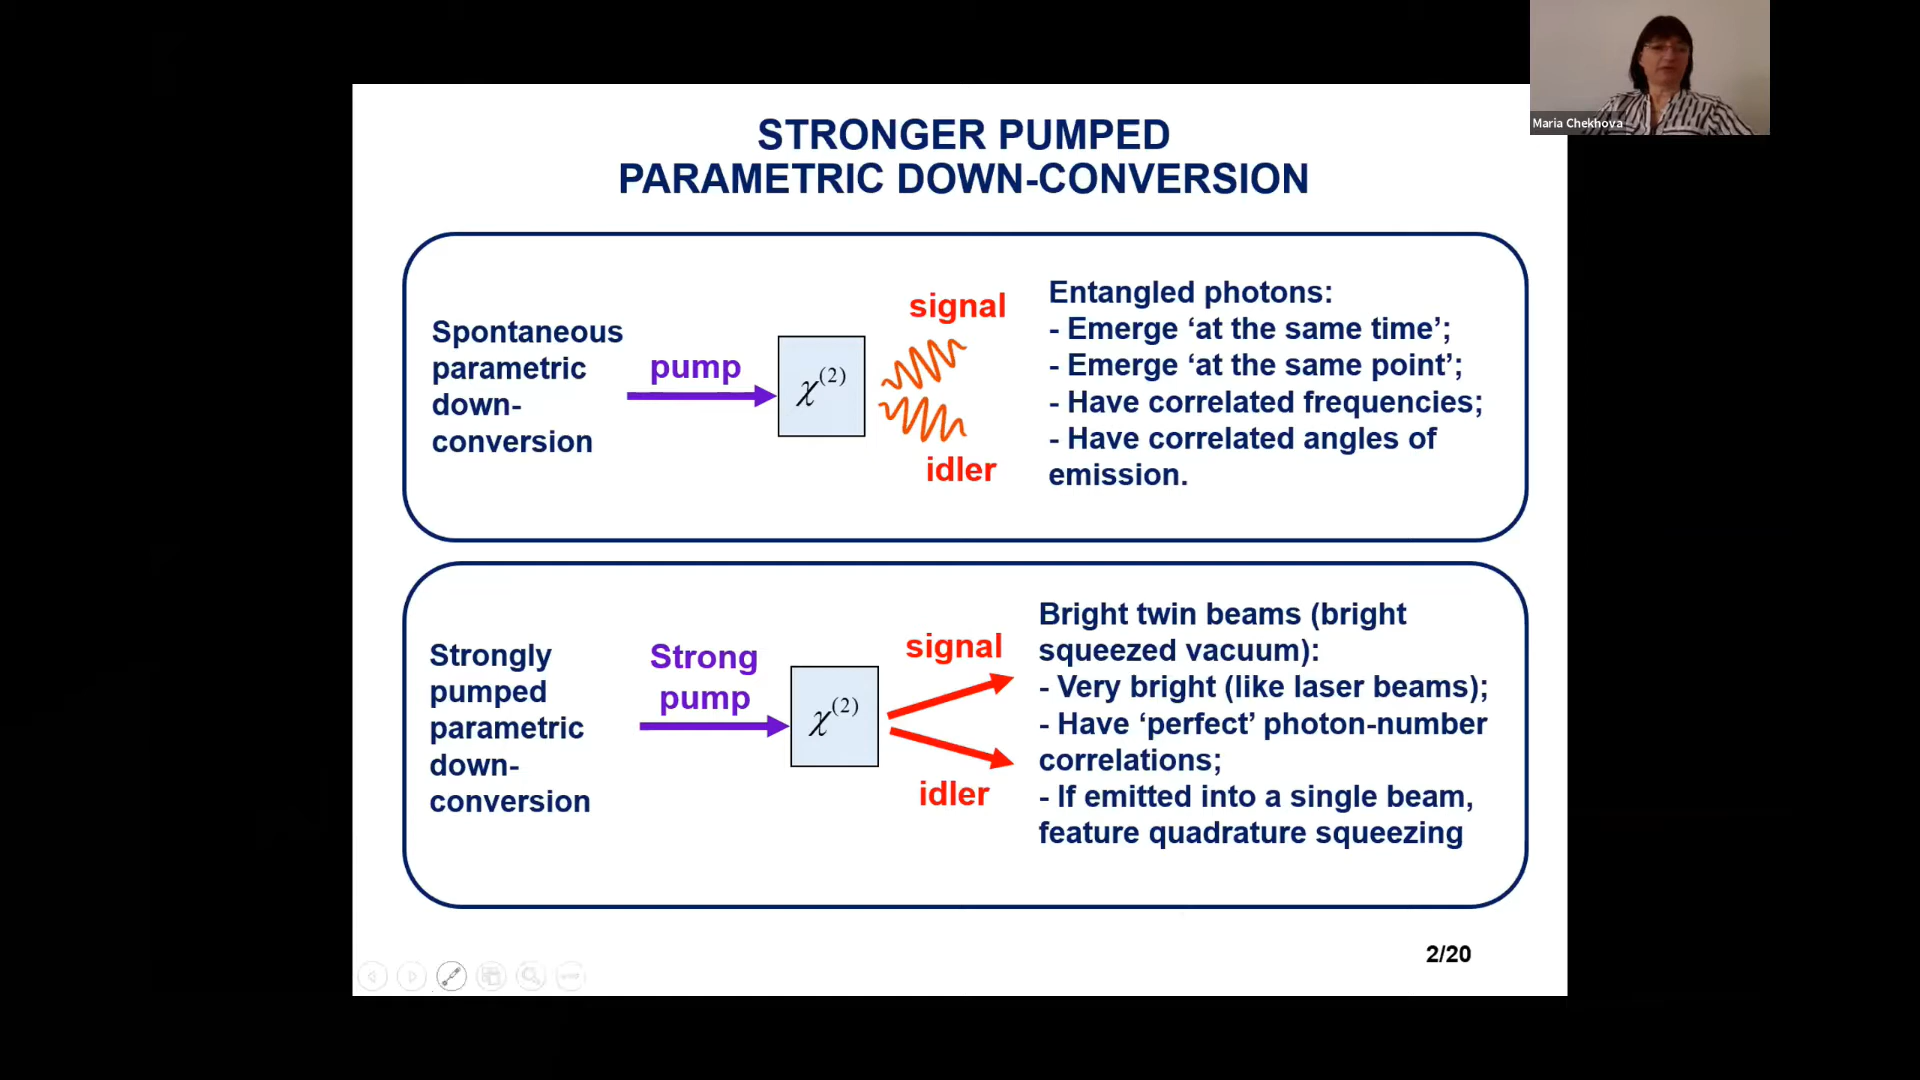 Maria Chekhova
STRONGER PUMPED
PARAMETRIC DOWN-CONVERSION
Spontaneous
parametric
down-
conversion
pump
χ(2)
signal
idler
Entangled photons:
- Emerge ‘at the same time’;
- Emerge ‘at the same point’;
- Have correlated frequencies;
- Have correlated angles of
emission.
Strongly
pumped
parametric
down-
conversion
Strong
pump
χ(2)
signal
idler
Bright twin beams (bright
squeezed vacuum):
- Very bright (like laser beams);
- Have ‘perfect’ photon-number
correlations;
- If emitted into a single beam,
feature quadrature squeezing
2/20